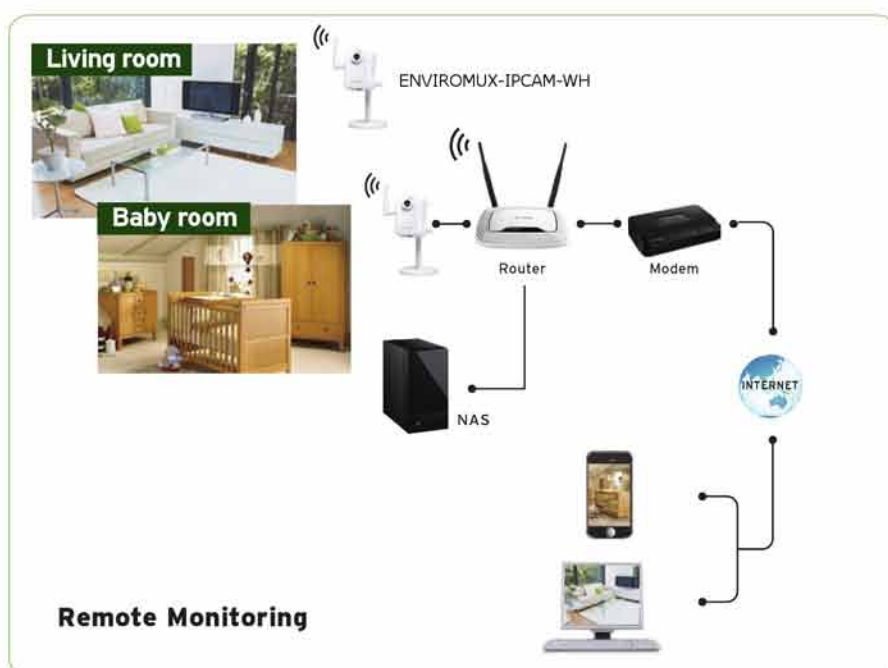 Living room
ENVIROMUX-IPCAM-WH
Baby room
Router
Modem
INTERNET
NAS
Remote Monitoring